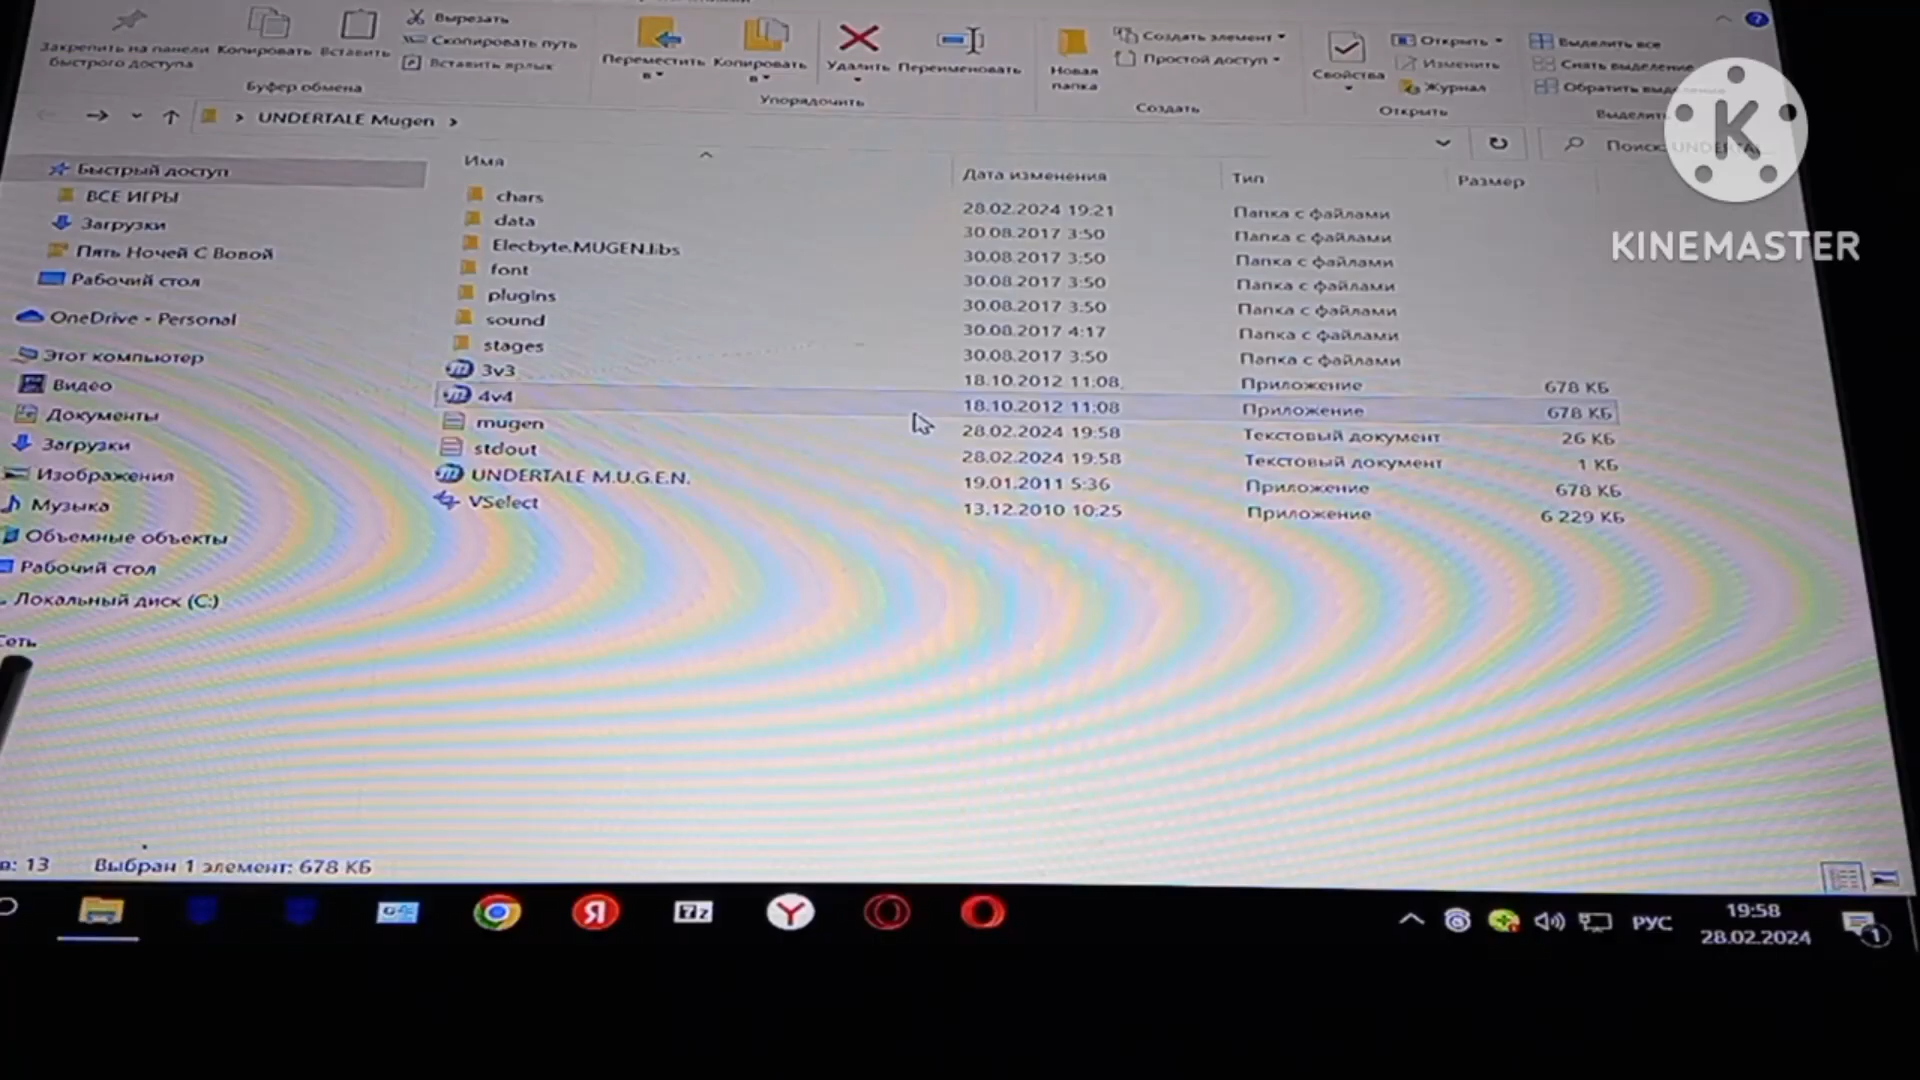 Закрепить на панели
быстрого доступа
Копировать
Вставить
Вырезать
Скопировать путь
Вставить ярлык
Буфер обмена
Переместить
в
Копировать
в
Удалить
Переименовать
Упорядочить
Новая
папка
Создать элемент
Простой доступ
Создать
Свойства
Открыть
Изменить
Журнал
Открыть
Выделить все
Снять выделение
UNDERTALE Mugen
Быстрый доступ
ВСЕ ИГРЫ
Загрузки
Пять Ночей С Вовой
Рабочий стол
OneDrive - Personal
Этот компьютер
Видео
Документы
Загрузки
Изображения
Музыка
Объемные объекты
Рабочий стол
Локальный диск (C:)
Сеть
Имя Дата изменения Тип Размер
chars 28.02.2024 19:21 Папка с файлами
data 30.08.2017 3:50 Папка с файлами
Elecbyte.MUGEN.libs 30.08.2017 3:50 Папка с файлами
font 30.08.2017 3:50 Папка с файлами
plugins 30.08.2017 3:50 Папка с файлами
sound 30.08.2017 4:17 Папка с файлами
stages 30.08.2017 3:50 Папка с файлами
3v3 18.10.2012 11:08 Приложение 678 КБ
4v4 18.10.2012 11:08 Приложение 678 КБ
mugen 28.02.2024 19:58 Текстовый документ 26 КБ
stdout 28.02.2024 19:58 Текстовый документ 1 КБ
UNDERTALE M.U.G.E.N. 19.01.2011 5:36 Приложение 678 КБ
VSelect 13.12.2010 10:25 Приложение 6 229 КБ
K
KINEMASTER
13 Выбран 1 элемент: 678 КБ
Я
7z
Y
РУС
19:58
28.02.2024
1